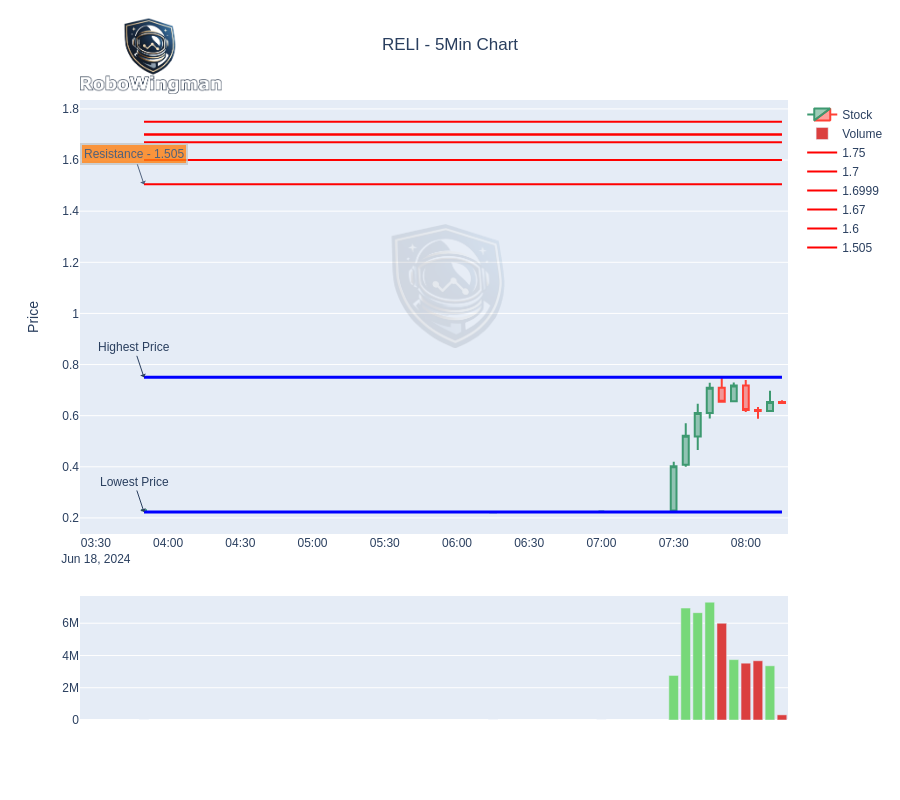 RoboWingman
RELI - 5Min Chart
Price
1.8
1.6
1.4
1.2
1
0.8
0.6
0.4
0.2
Resistance - 1.505
Highest Price
Lowest Price
03:30 04:00 04:30 05:00 05:30 06:00 06:30 07:00 07:30 08:00
Jun 18, 2024
6M
4M
2M
0
Stock
Volume
1.75
1.7
1.6999
1.67
1.6
1.505